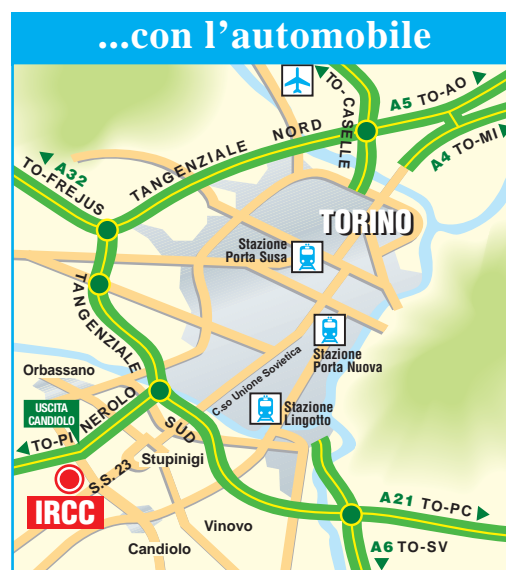 ...con l'automobile
A5 TO-AO
TO-CASELLE
A4 TO-MI
TANGENZIALE NORD
A32
TO-FREJUS
TORINO
Stazione
Porta Susa
TANGENZIALE SUD
Stazione
Porta Nuova
C.so Unione Sovietica
Orbassano
USCITA
CANDIOLO
TO-PINEROLO
Stazione
Lingotto
Stupinigi
S.S. 23
IRCC
Vinovo
Candiolo
A21 TO-PC
A6 TO-SV